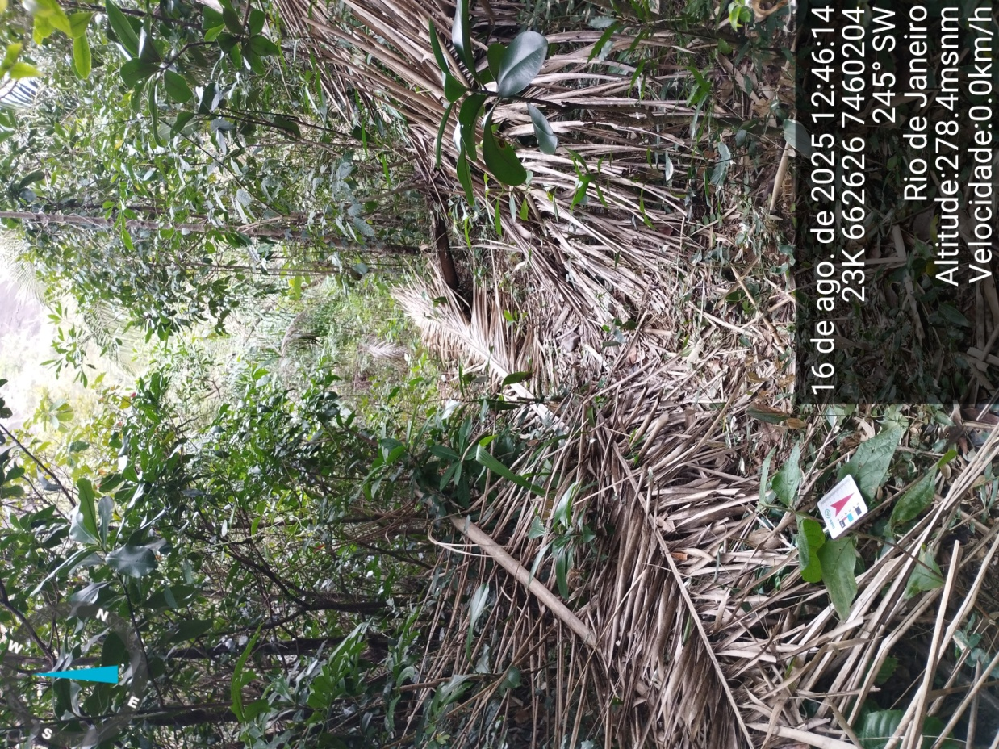 16 de ago. de 2025 12:46:14
23K 662626 7460204
245° SW
Rio de Janeiro
Altitude:278.4msnm
Velocidade:0.0km/h
N
W
E
S